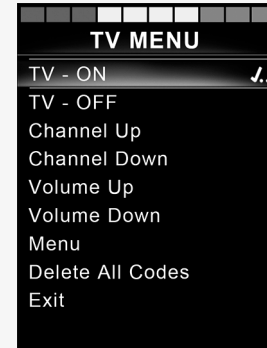 TV MENU
TV - ON
TV - OFF
Channel Up
Channel Down
Volume Up
Volume Down
Menu
Delete All Codes
Exit